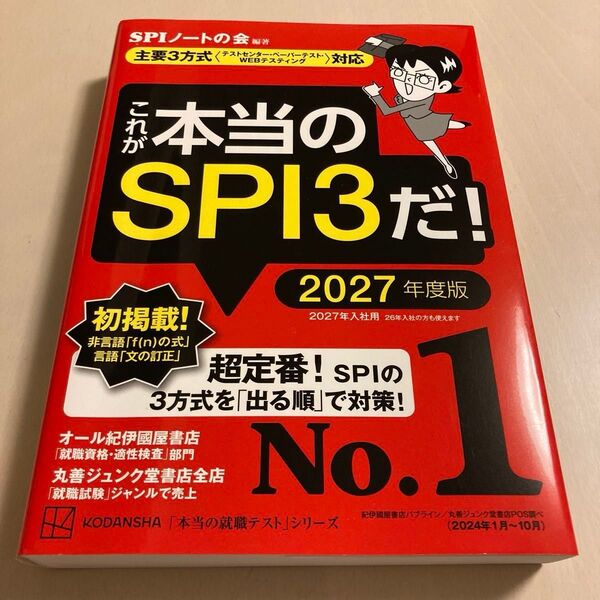 SPIノートの会 編著
主要3方式〈テストセンター・ペーパーテスト・WEBテスティング〉対応
これが
本当の
SPI3だ!
2027年度版
2027年入社用 26年入社の方も使えます
初掲載!
非言語「f(n)の式」
言語「文の訂正」
超定番! SPIの
3方式を「出る順」で対策!
オール紀伊國屋書店
「就職資格・適性検査」部門
丸善ジュンク堂書店全店
「就職試験」ジャンルで売上
No.1
KODANSHA「本当の就職テスト」シリーズ
紀伊國屋書店パブライン/丸善ジュンク堂書店POS調べ
(2024年1月~10月)